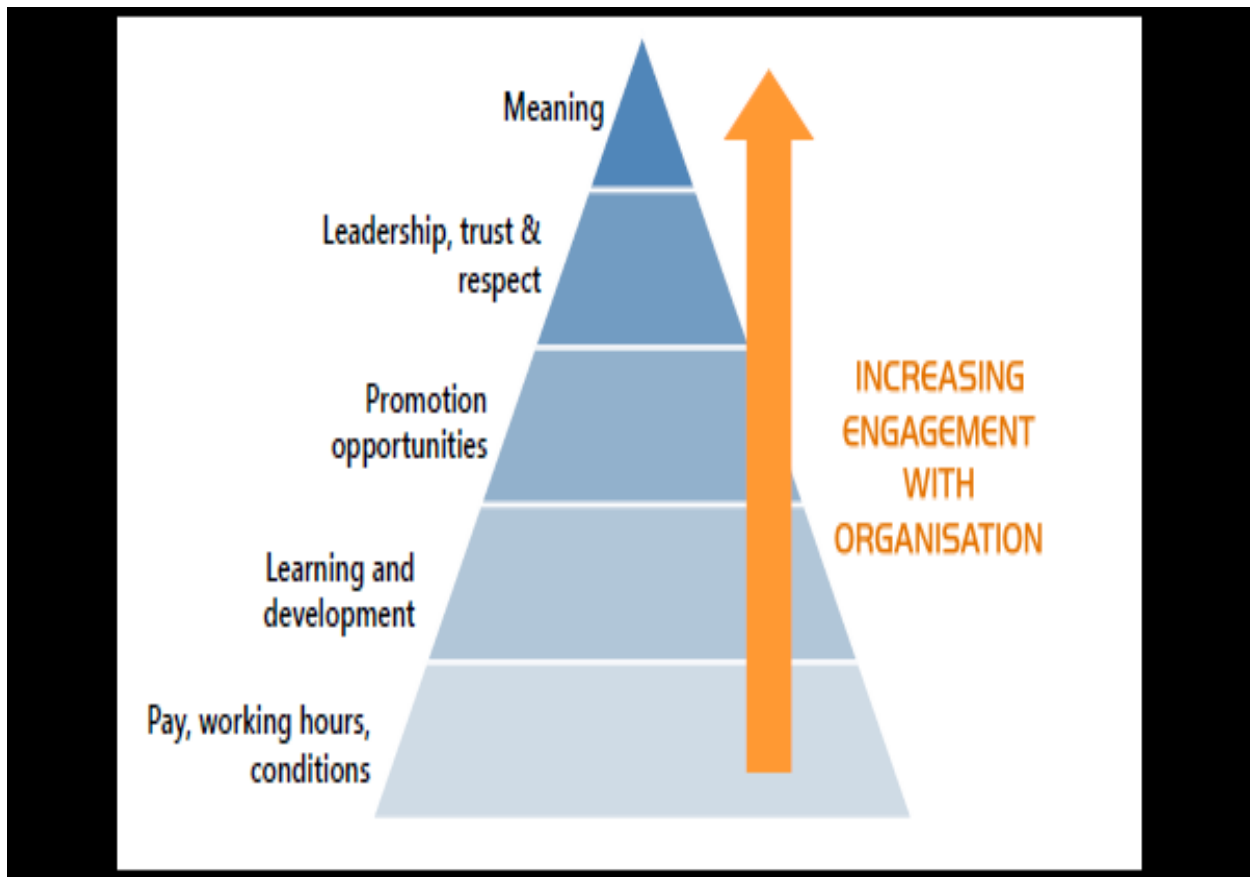 Meaning
Leadership, trust &
respect
Promotion
opportunities
Learning and
development
Pay, working hours,
conditions
INCREASING
ENGAGEMENT
WITH
ORGANISATION